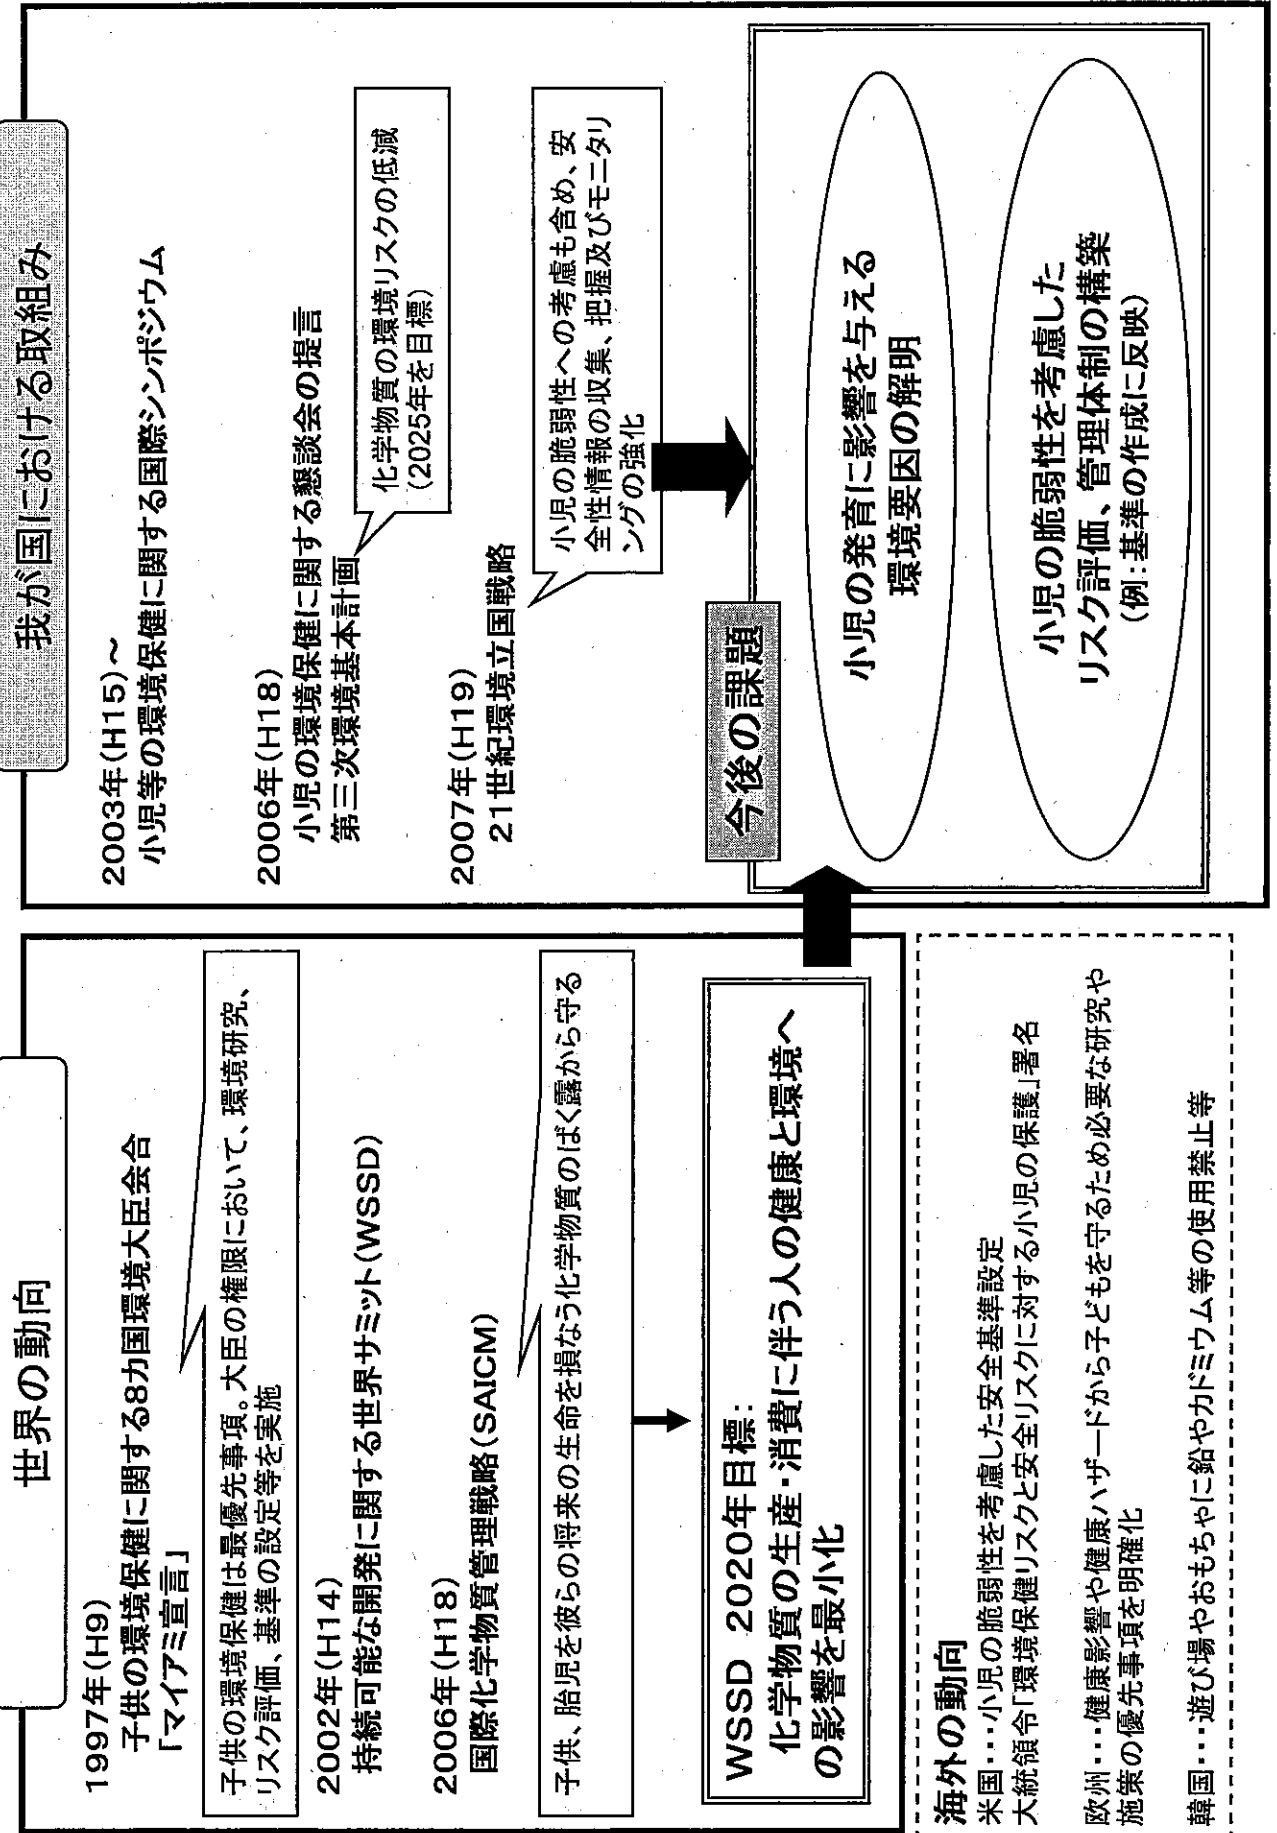 世界の動向
1997年(H9)
子供の環境保健に関する8カ国環境大臣会合
「マイアミ宣言」
子供の環境保健は最優先事項。大臣の権限において、環境研究、
リスク評価、基準の設定等を実施
2002年(H14)
持続可能な開発に関する世界サミット(WSSD)
2006年(H18)
国際化学物質管理戦略(SAICM)
子供、胎児を彼らの将来の生命を損なう化学物質のばく露から守る
WSSD 2020年目標:
化学物質の生産・消費に伴う人の健康と環境へ
の影響を最小化
海外の動向
米国・・・小児の脆弱性を考慮した安全基準設定
大統領令「環境保健リスクと安全リスクに対する小児の保護」署名
欧州・・・健康影響や健康ハザードから子どもを守るため必要な研究や
施策の優先事項を明確化
韓国・・・遊び場やおもちゃに鉛やカドミウム等の使用禁止等
我が国における取組み
2003年(H15)～
小児等の環境保健に関する国際シンポジウム
2006年(H18)
小児の環境保健に関する懇談会の提言
第三次環境基本計画
化学物質の環境リスクの低減
(2025年を目標)
2007年(H19)
21世紀環境立国戦略
小児の脆弱性への考慮も含め、安
全性情報の収集、把握及びモニタリ
ングの強化
今後の課題
小児の発育に影響を与える
環境要因の解明
小児の脆弱性を考慮した
リスク評価、管理体制の構築
(例:基準の作成に反映)